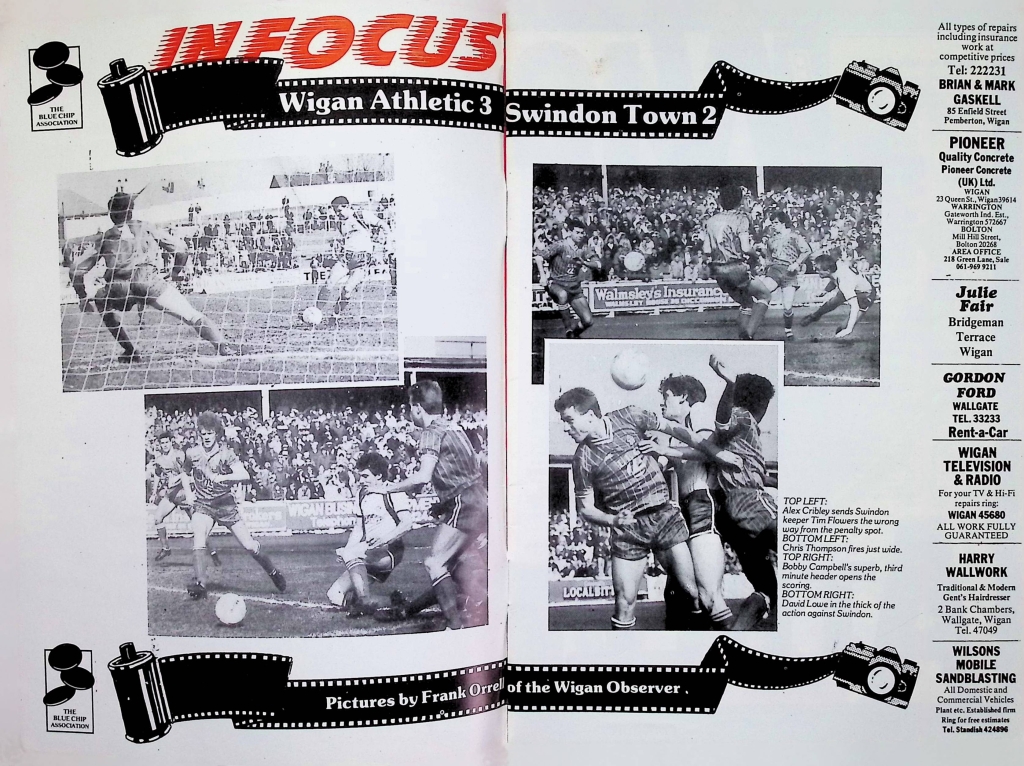 INFOCUS
THE
BLUE CHIP
ASSOCIATION
Wigan Athletic 3 Swindon Town 2
Walmsley's Insurance
WIGAN
LOCAL
TOP LEFT:
Alex Cribley sends Swindon
keeper Tim Flowers the wrong
way from the penalty spot.
BOTTOM LEFT:
Chris Thompson fires just wide.
TOP RIGHT:
Bobby Campbell's superb, third
minute header opens the
scoring.
BOTTOM RIGHT:
David Lowe in the thick of the
action against Swindon.
THE
BLUE CHIP
ASSOCIATION
Pictures by Frank Orrell of the Wigan Observer.
All types of repairs
including insurance
work at
competitive prices
Tel: 222231
BRIAN & MARK
GASKELL
85 Enfield Street
Pemberton, Wigan
PIONEER
Quality Concrete
Pioneer Concrete
(UK) Ltd.
WIGAN
23 Queen St., Wigan 39614
WARRINGTON
Gateworth Ind. Est.,
Warrington 572667
BOLTON
Mill Hill Street,
Bolton 20268
AREA OFFICE
218 Green Lane, Sale
061-969 9211
Julie
Fair
Bridgeman
Terrace
Wigan
GORDON
FORD
WALLGATE
TEL. 33233
Rent-a-Car
WIGAN
TELEVISION
& RADIO
For your TV & Hi-Fi
repairs ring:
WIGAN 45680
ALL WORK FULLY
GUARANTEED
HARRY
WALLWORK
Traditional & Modern
Gent's Hairdresser
2 Bank Chambers,
Wallgate, Wigan
Tel. 47049
WILSONS
MOBILE
SANDBLASTING
All Domestic and
Commercial Vehicles
Plant etc. Established firm
Ring for free estimates
Tel. Standish 424896